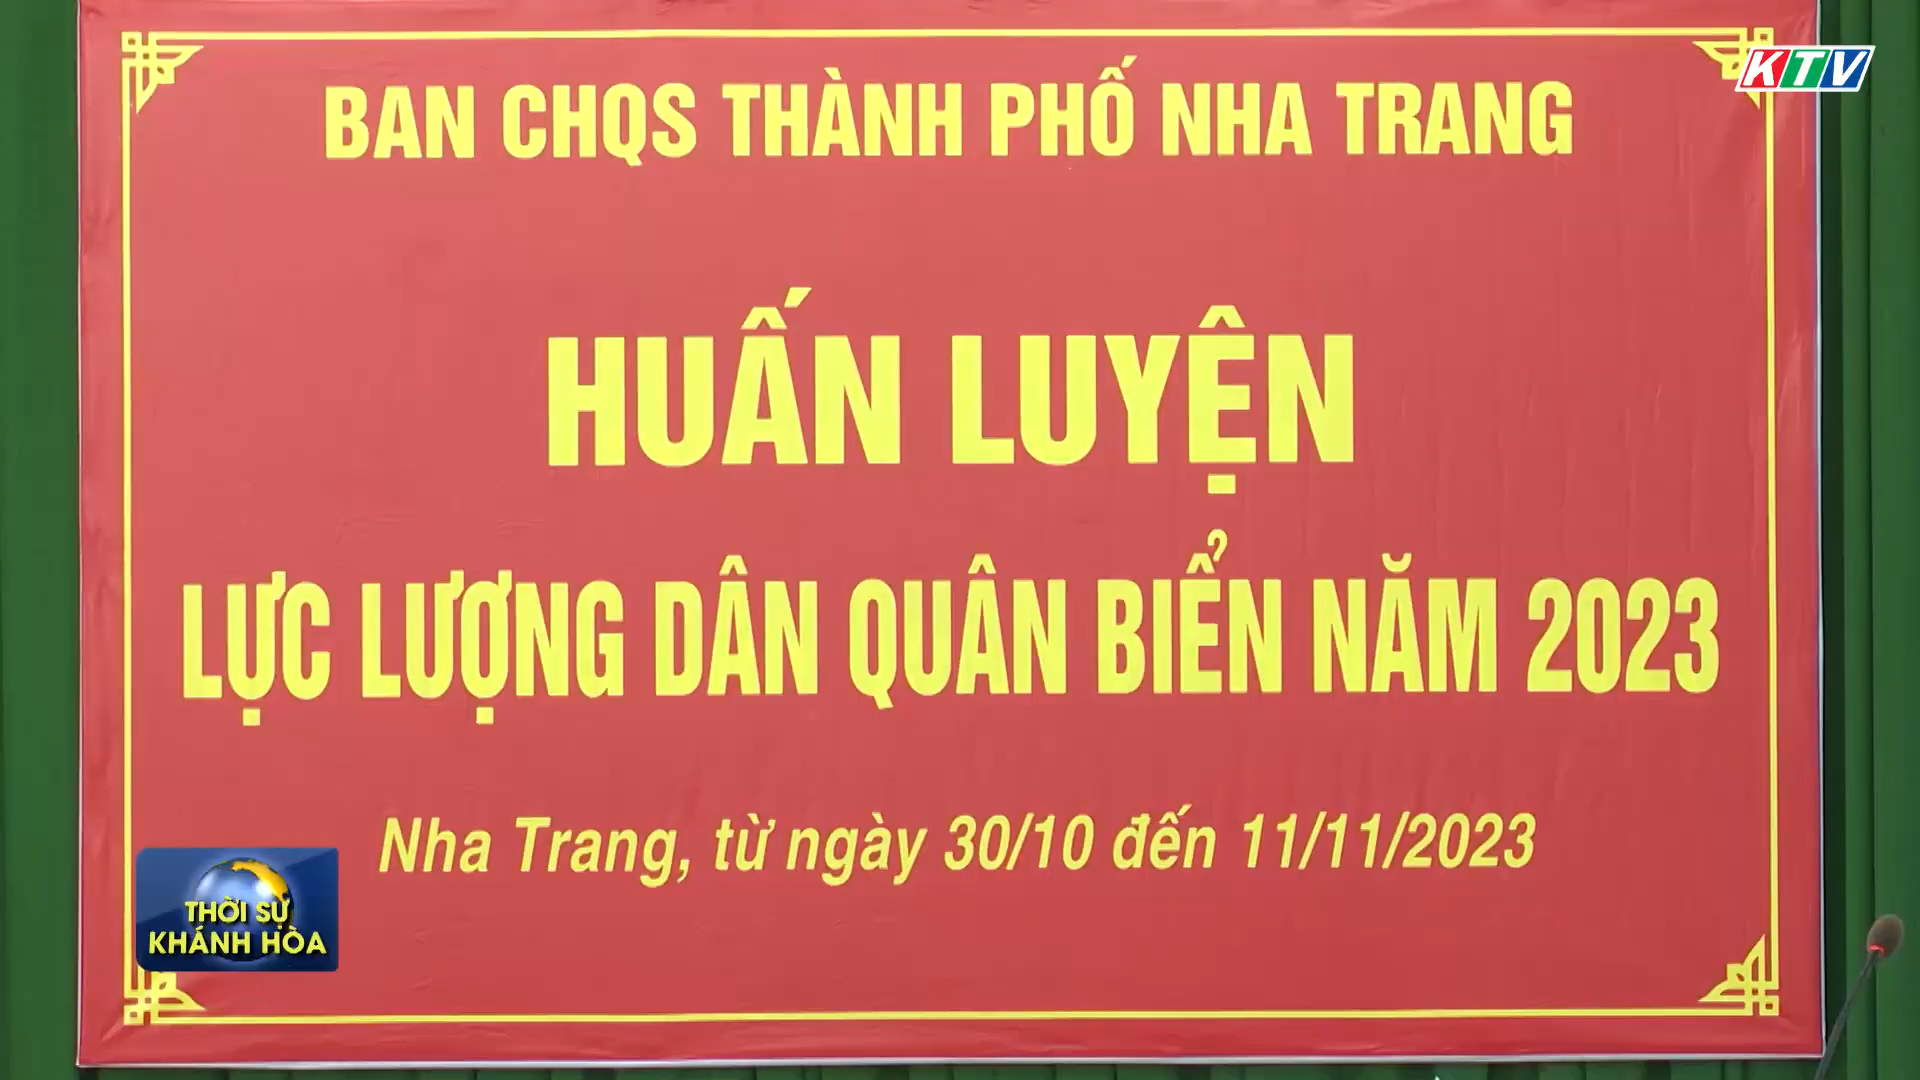 KTV
BAN CHQS THÀNH PHỐ NHA TRANG
HUẤN LUYỆN
LỰC LƯỢNG DÂN QUÂN BIỂN NĂM 2023
Nha Trang, từ ngày 30/10 đến 11/11/2023
THỜI SỰ
KHÁNH HÒA